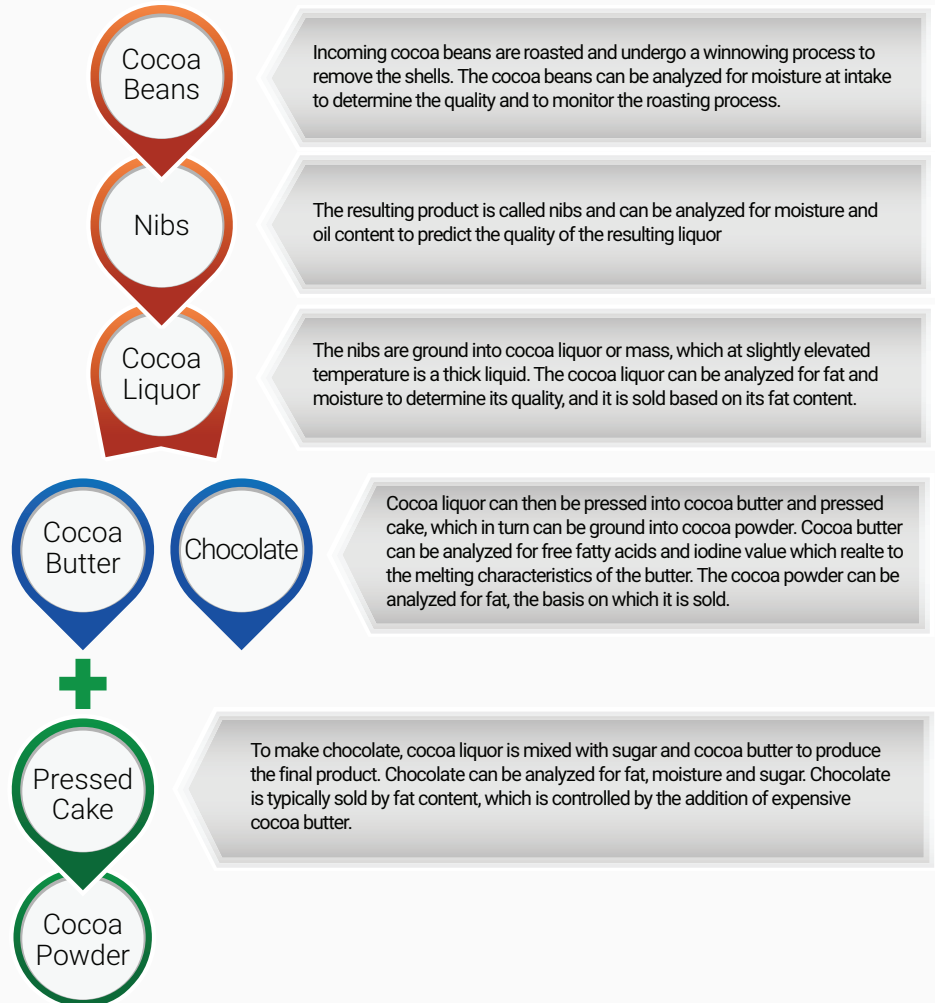 Cocoa
Beans
Incoming cocoa beans are roasted and undergo a winnowing process to
remove the shells. The cocoa beans can be analyzed for moisture at intake
to determine the quality and to monitor the roasting process.
Nibs
The resulting product is called nibs and can be analyzed for moisture and
oil content to predict the quality of the resulting liquor
Cocoa
Liquor
The nibs are ground into cocoa liquor or mass, which at slightly elevated
temperature is a thick liquid. The cocoa liquor can be analyzed for fat and
moisture to determine its quality, and it is sold based on its fat content.
Cocoa
Butter
Chocolate
Cocoa liquor can then be pressed into cocoa butter and pressed
cake, which in turn can be ground into cocoa powder. Cocoa butter
can be analyzed for free fatty acids and iodine value which realte to
the melting characteristics of the butter. The cocoa powder can be
analyzed for fat, the basis on which it is sold.
Pressed
Cake
To make chocolate, cocoa liquor is mixed with sugar and cocoa butter to produce
the final product. Chocolate can be analyzed for fat, moisture and sugar. Chocolate
is typically sold by fat content, which is controlled by the addition of expensive
cocoa butter.
Cocoa
Powder